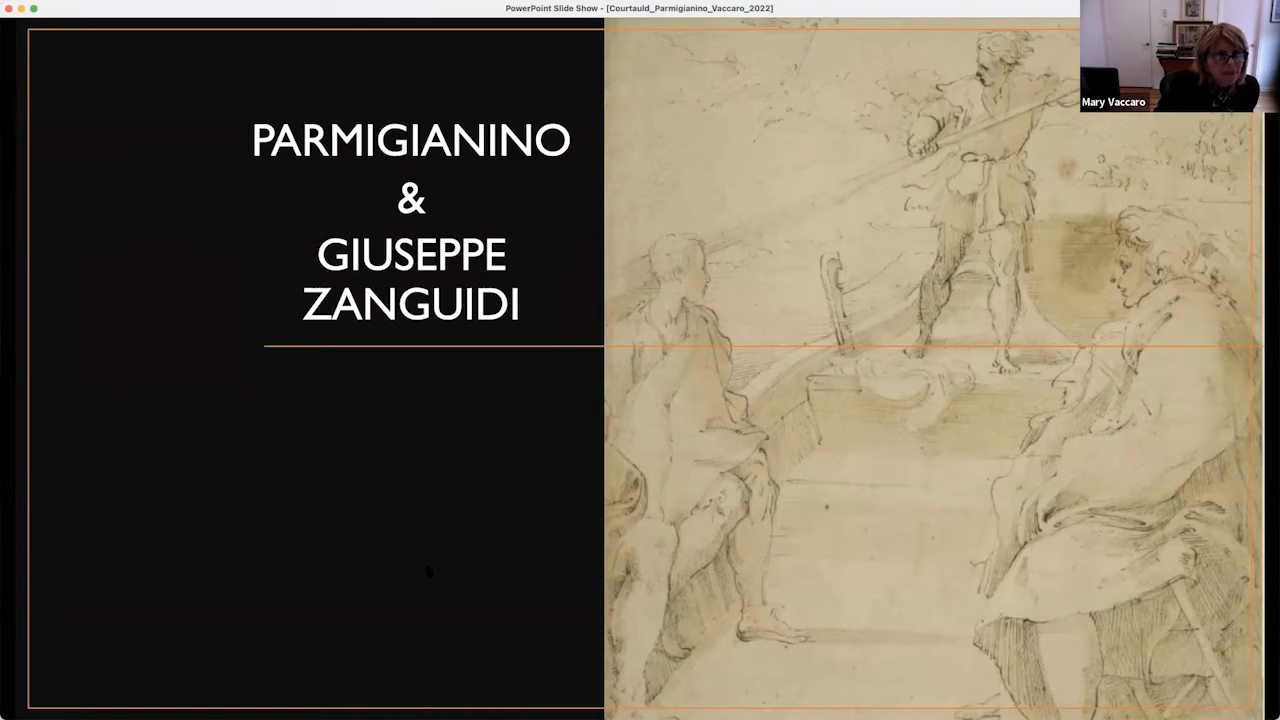 PowerPoint Slide Show - [Courtauld_Parmigianino_Vaccaro_2022]
Mary Vaccaro
PARMIGIANINO
&
GIUSEPPE
ZANGUIDI